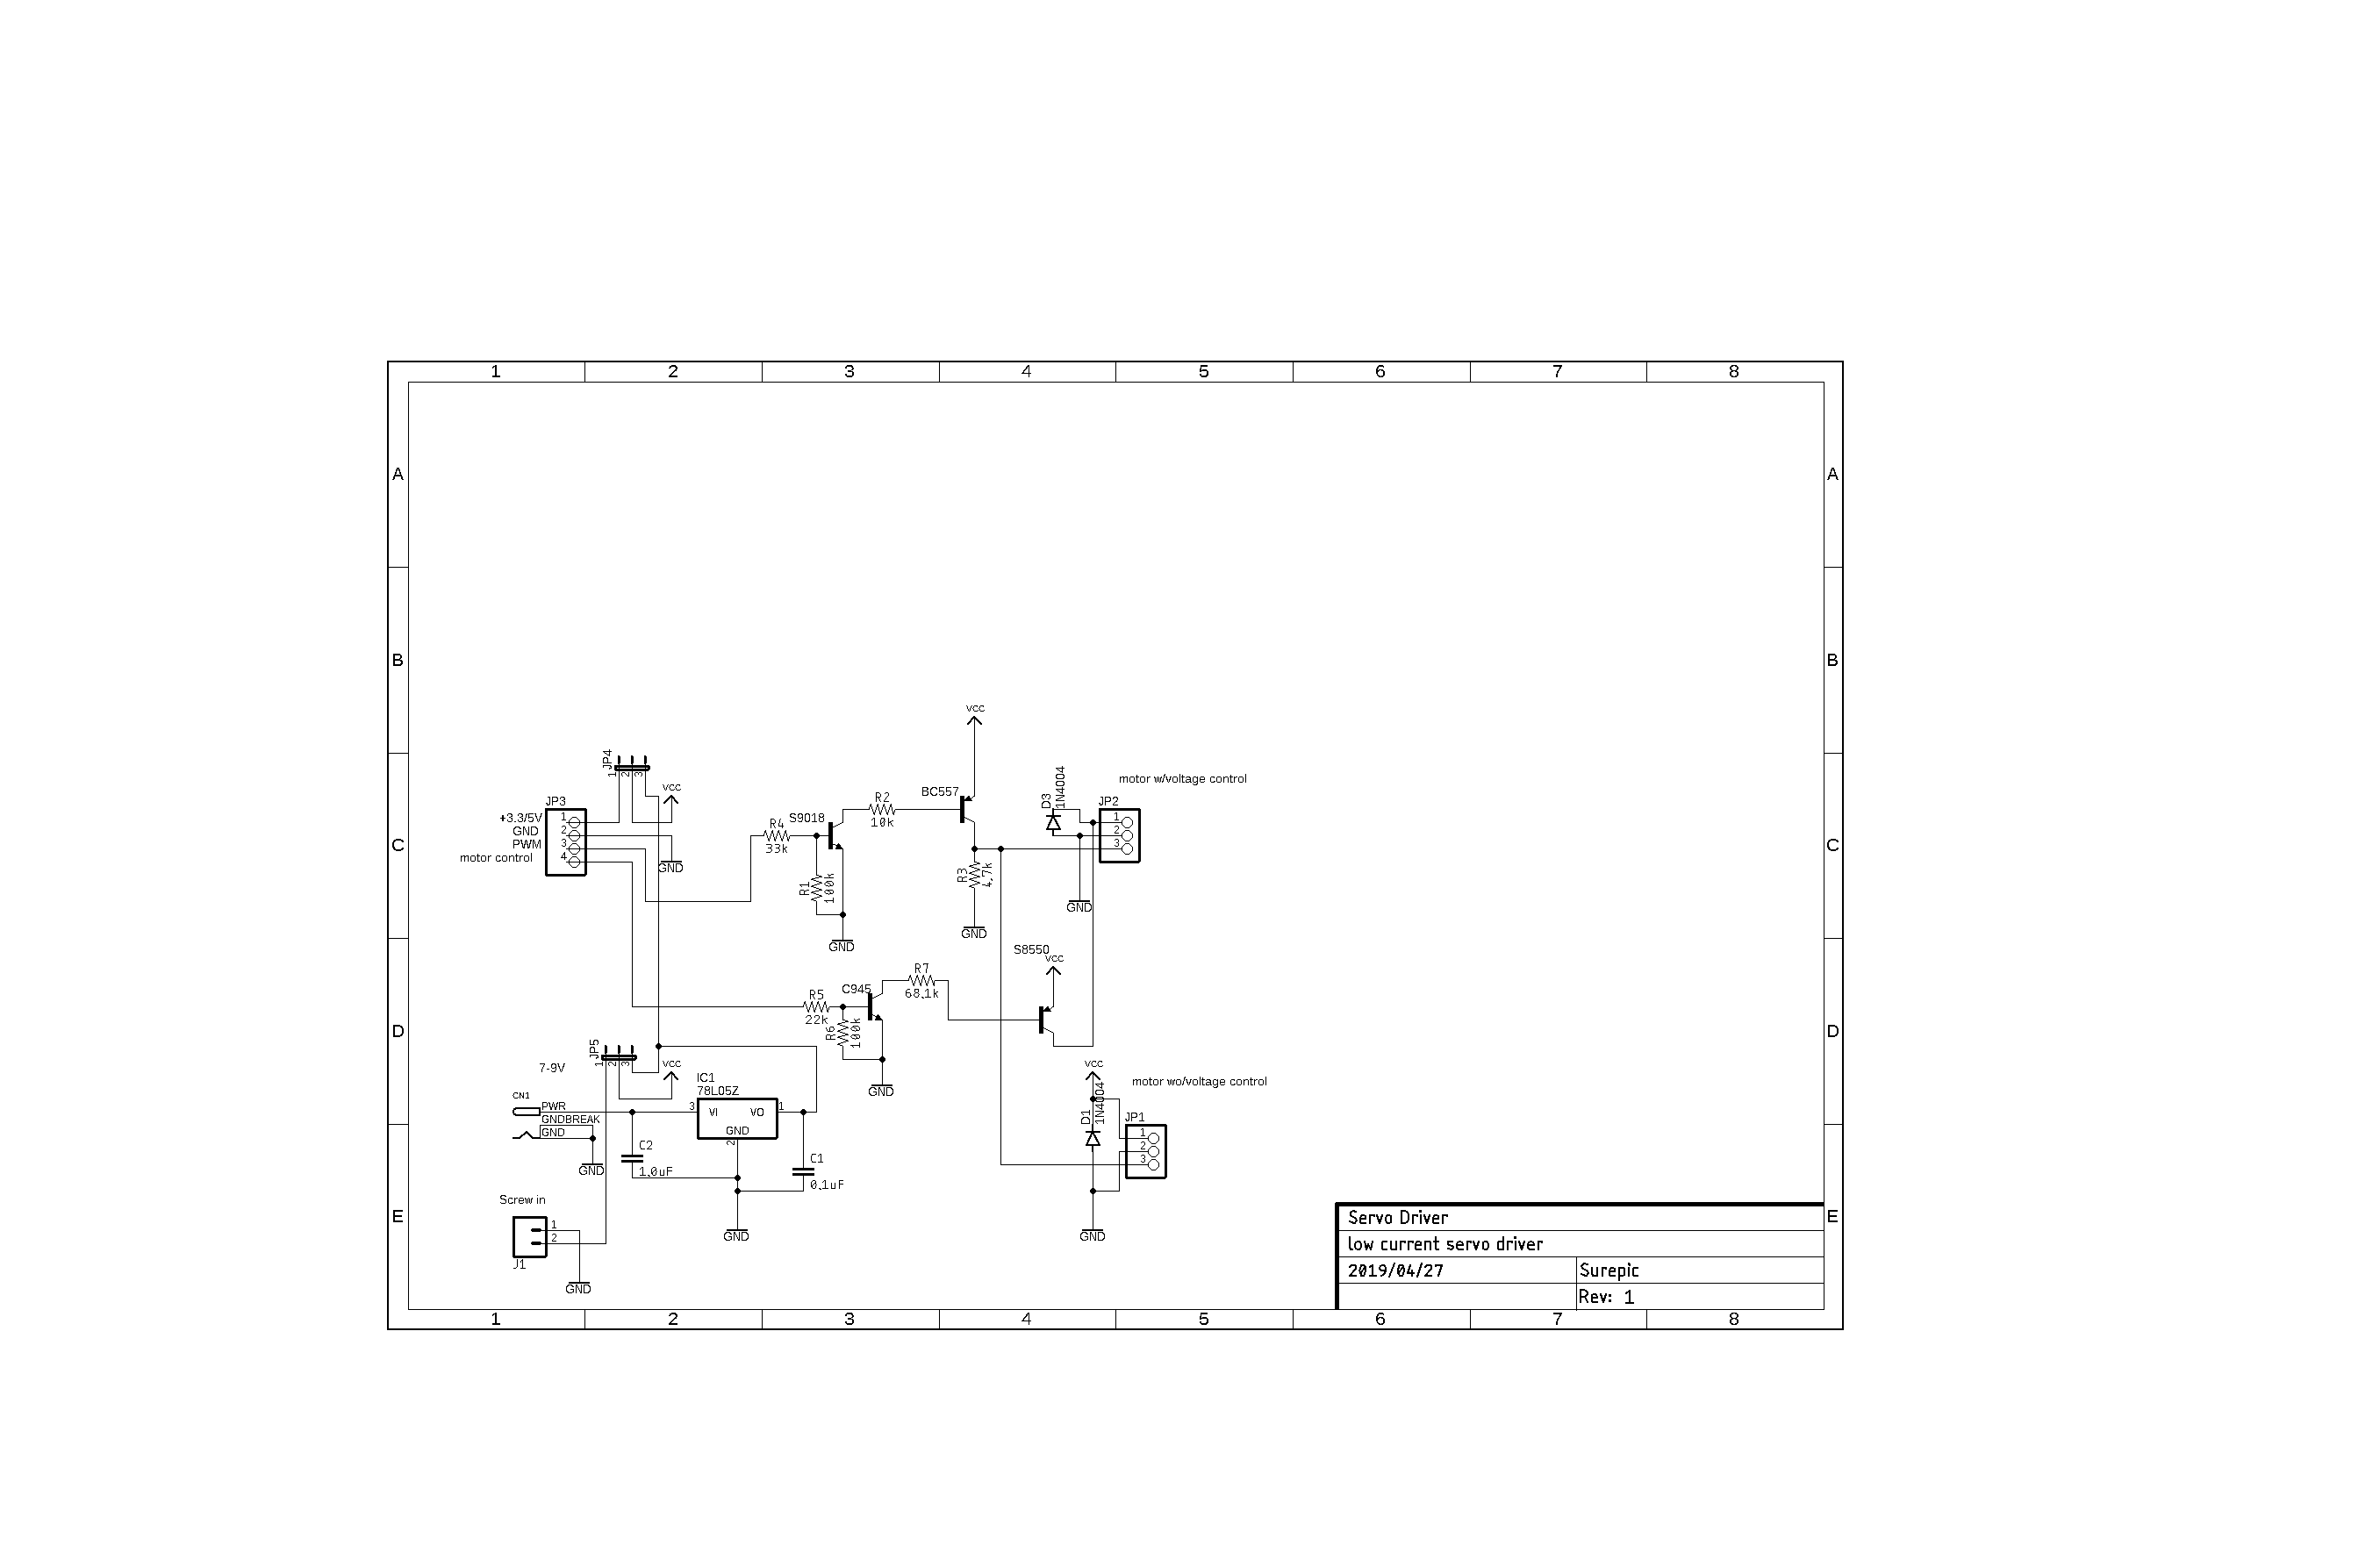 1 2 3 4 5 6 7 8
A A
B B
VCC
JP4
1 2 3
VCC
JP3
+3.3/5V 1
GND 2
PWM 3
motor control 4
GND
R4
33k
S9018
R1
100k
GND
R2
10k
BC557
R3
4.7k
GND
D3
1N4004
motor w/voltage control
JP2
1
2
3
GND
C C
S8550
VCC
R7
68.1k
C945
R5
22k
R6
100k
GND
D D
JP5
1 2 3
VCC
7-9V
CN1
PWR
GNDBREAK
GND
GND
IC1
78L05Z
3 VI VO 1
GND
2
C2
1.0uF
C1
0.1uF
GND
VCC
D1
1N4004
motor wo/voltage control
JP1
1
2
3
GND
Screw in
1
2
J1
GND
E E
Servo Driver
low current servo driver
2019/04/27 Surepic
Rev: 1
1 2 3 4 5 6 7 8